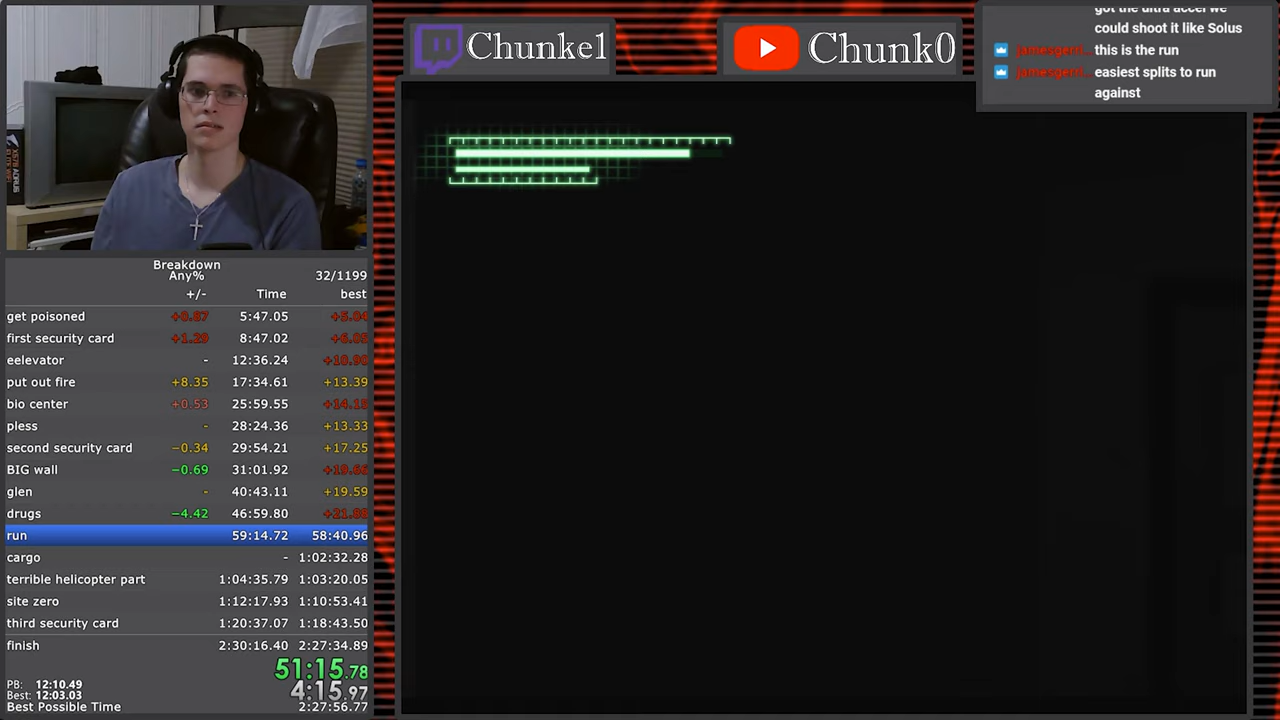 Chunke1
Chunk0
got the ultra accel we
could shoot it like Solus
jamesgerri... this is the run
jamesgerri... easiest splits to run
against
Breakdown
Any% 32/1199
+/- Time best
get poisoned +0.87 5:47.05 +5.04
first security card +1.29 8:47.02 +6.05
eelevator - 12:36.24 +10.90
put out fire +8.35 17:34.61 +13.39
bio center +0.53 25:59.55 +14.15
pless - 28:24.36 +13.33
second security card −0.34 29:54.21 +17.25
BIG wall −0.69 31:01.92 +19.66
glen - 40:43.11 +19.59
drugs −4.42 46:59.80 +21.88
run 59:14.72 58:40.96
cargo - 1:02:32.28
terrible helicopter part 1:04:35.79 1:03:20.05
site zero 1:12:17.93 1:10:53.41
third security card 1:20:37.07 1:18:43.50
finish 2:30:16.40 2:27:34.89
51:15.78
PB: 12:10.49 4:15.97
Best: 12:03.03
Best Possible Time 2:27:56.77